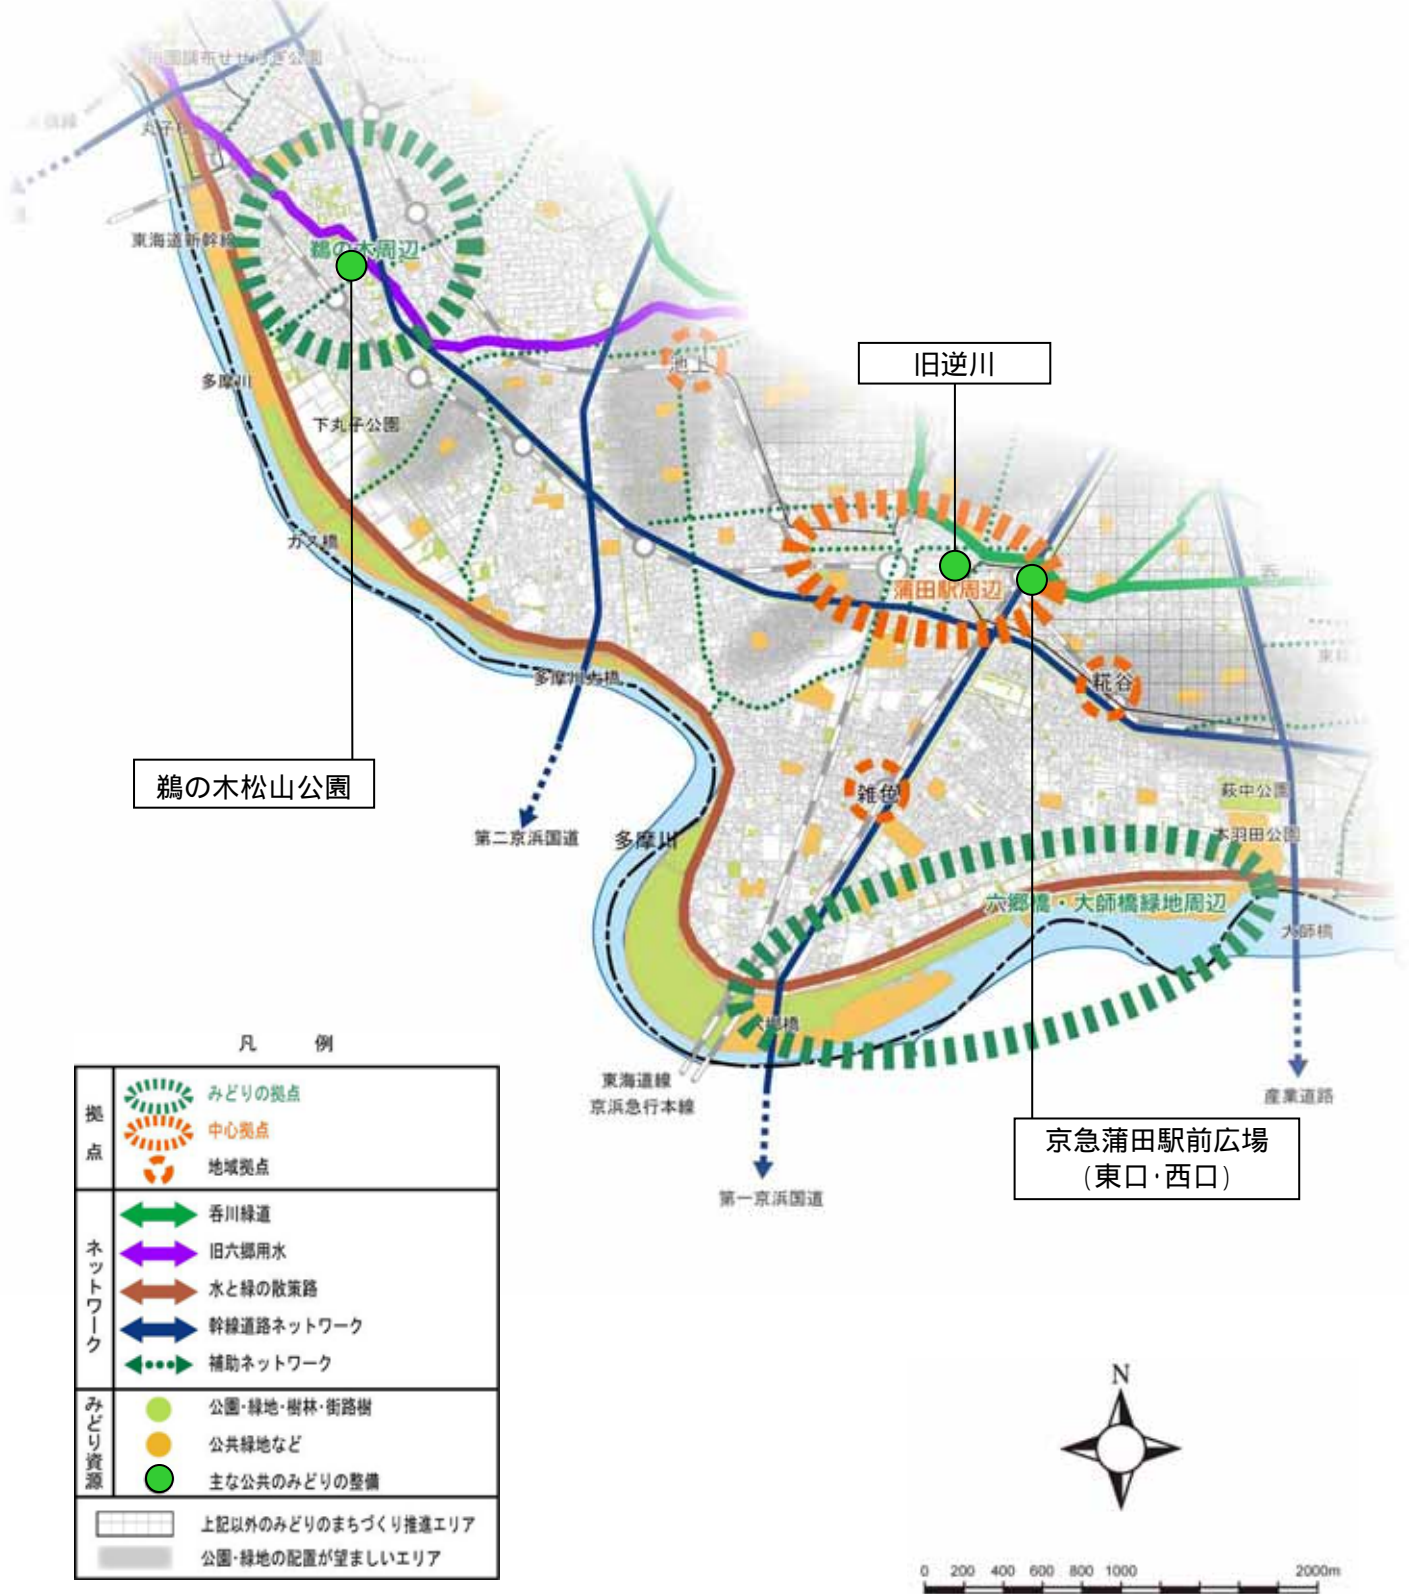 丸子橋
東海道新幹線
鵜の木周辺
多摩川
下丸子公園
池上
旧逆川
ガス橋
蒲田駅周辺
多摩川大橋
糀谷
鵜の木松山公園
雑色
第二京浜国道
多摩川
萩中公園
本羽田公園
六郷橋・大師橋緑地周辺
大師橋
六郷橋
東海道線
京浜急行本線
産業道路
京急蒲田駅前広場
(東口・西口)
第一京浜国道
凡 例
拠点
みどりの拠点
中心拠点
地域拠点
ネットワーク
呑川緑道
旧六郷用水
水と緑の散策路
幹線道路ネットワーク
補助ネットワーク
みどり資源
公園・緑地・樹林・街路樹
公共緑地など
主な公共のみどりの整備
上記以外のみどりのまちづくり推進エリア
公園・緑地の配置が望ましいエリア
N
0 200 400 600 800 1000 2000m